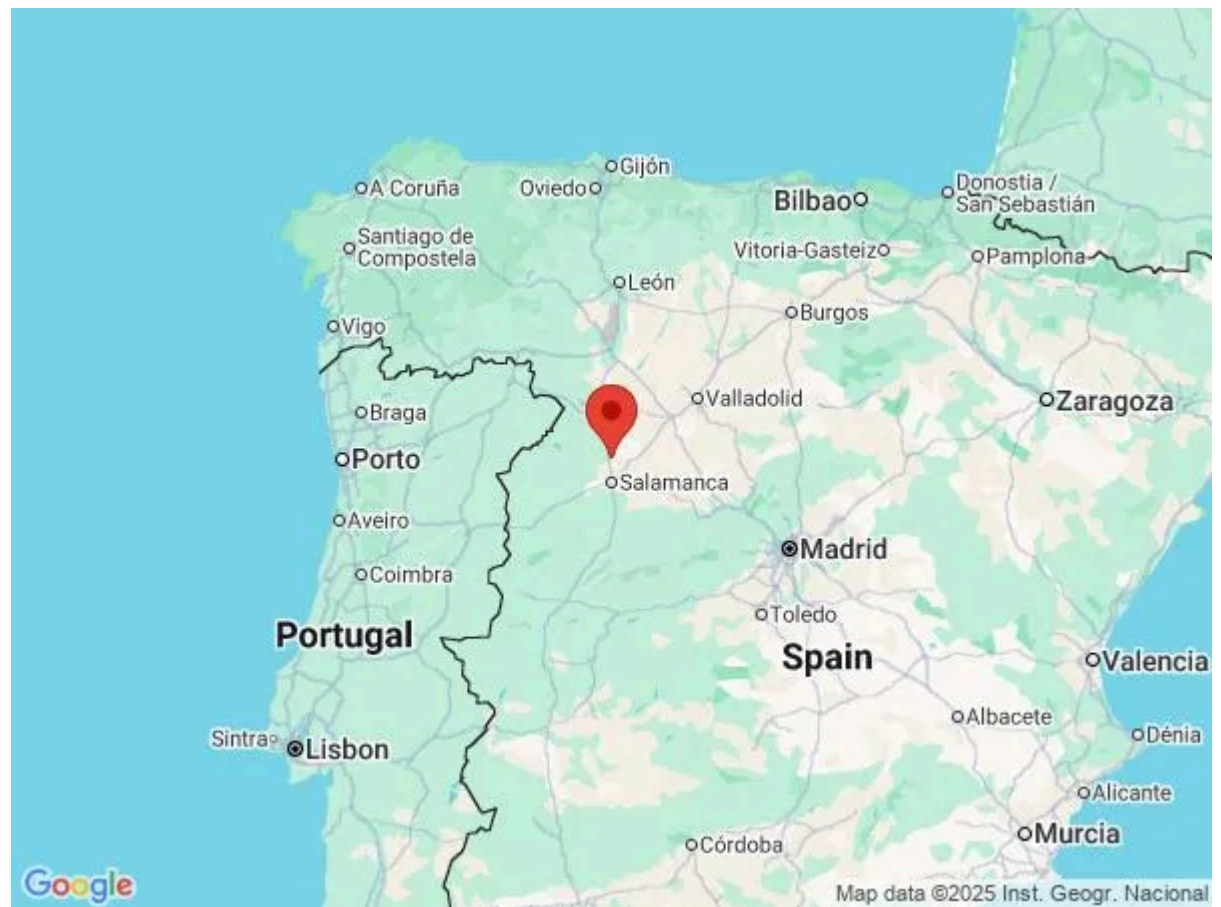 Gijón
A Coruña
Oviedo
Donostia /
San Sebastián
Bilbao
Santiago de
Compostela
Vitoria-Gasteiz
Pamplona
León
Burgos
Vigo
Valladolid
Zaragoza
Braga
Porto
Salamanca
Aveiro
Madrid
Coimbra
Toledo
Portugal
Spain
Valencia
Albacete
Sintra
Lisbon
Dénia
Alicante
Murcia
Córdoba
Google
Map data ©2025 Inst. Geogr. Nacional